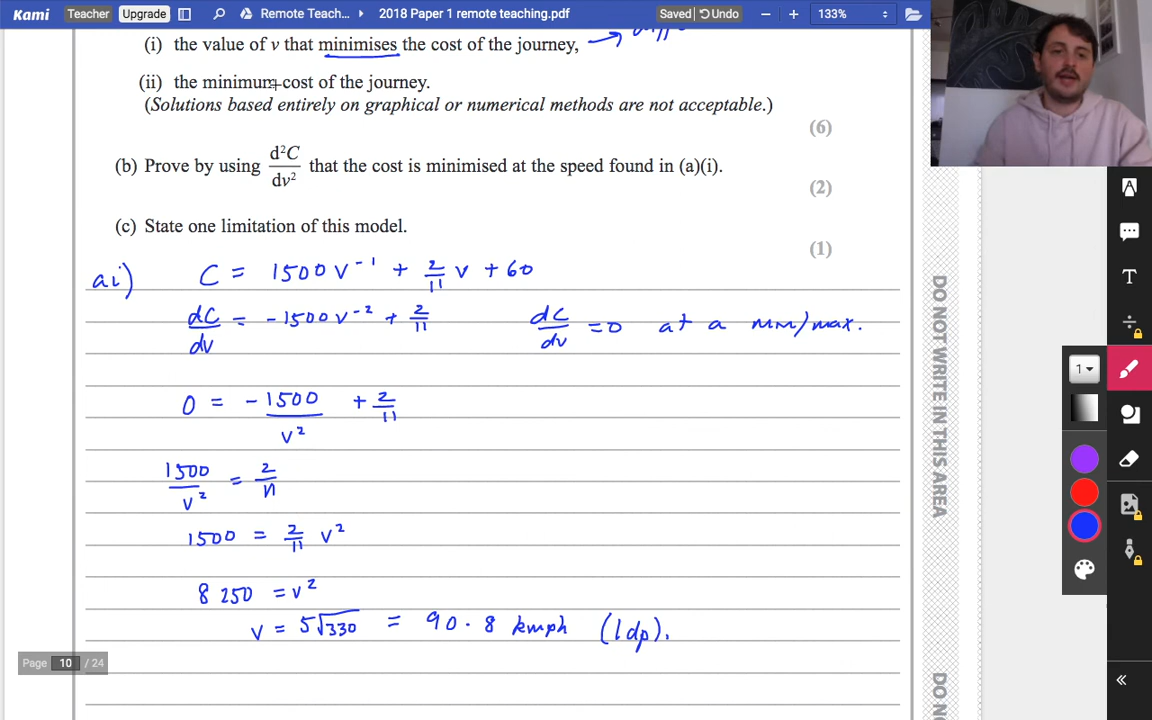 Kami Teacher Upgrade Remote Teach... 2018 Paper 1 remote teaching.pdf Saved Undo 133%
(i) the value of v that minimises the cost of the journey,
(ii) the minimum cost of the journey.
(Solutions based entirely on graphical or numerical methods are not acceptable.)
(6)
(b) Prove by using d²C/dv² that the cost is minimised at the speed found in (a)(i).
(2)
(c) State one limitation of this model.
(1)
ai) C = 1500v⁻¹ + 2/11 v + 60
dC/dv = -1500v⁻² + 2/11 dC/dv = 0 at a min/max.
0 = -1500/v² + 2/11
1500/v² = 2/11
1500 = 2/11 v²
8250 = v²
v = 5√330 = 90.8 kmph (1dp).
DO NOT WRITE IN THIS AREA
DO NO
1
T
Page 10 / 24